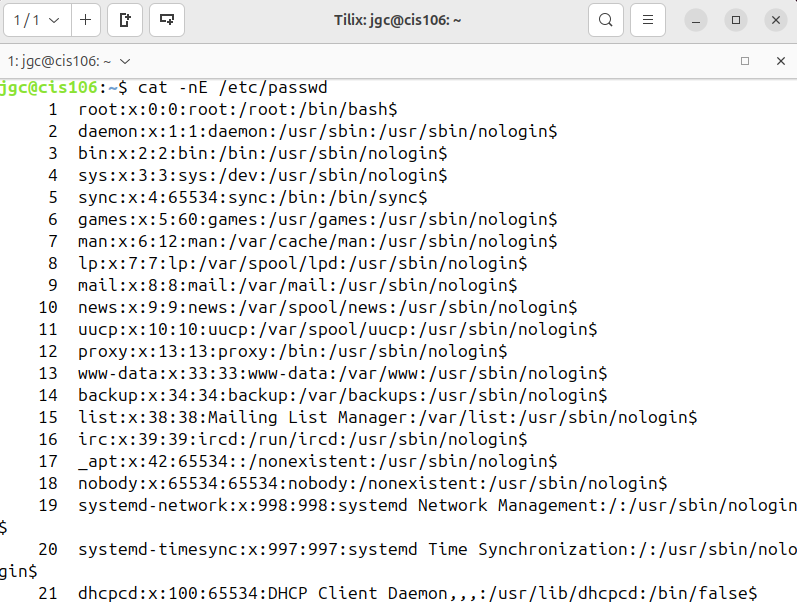 1 / 1
Tilix: jgc@cis106: ~
1: jgc@cis106: ~
jgc@cis106:~$ cat -nE /etc/passwd
     1  root:x:0:0:root:/root:/bin/bash$
     2  daemon:x:1:1:daemon:/usr/sbin:/usr/sbin/nologin$
     3  bin:x:2:2:bin:/bin:/usr/sbin/nologin$
     4  sys:x:3:3:sys:/dev:/usr/sbin/nologin$
     5  sync:x:4:65534:sync:/bin:/bin/sync$
     6  games:x:5:60:games:/usr/games:/usr/sbin/nologin$
     7  man:x:6:12:man:/var/cache/man:/usr/sbin/nologin$
     8  lp:x:7:7:lp:/var/spool/lpd:/usr/sbin/nologin$
     9  mail:x:8:8:mail:/var/mail:/usr/sbin/nologin$
    10  news:x:9:9:news:/var/spool/news:/usr/sbin/nologin$
    11  uucp:x:10:10:uucp:/var/spool/uucp:/usr/sbin/nologin$
    12  proxy:x:13:13:proxy:/bin:/usr/sbin/nologin$
    13  www-data:x:33:33:www-data:/var/www:/usr/sbin/nologin$
    14  backup:x:34:34:backup:/var/backups:/usr/sbin/nologin$
    15  list:x:38:38:Mailing List Manager:/var/list:/usr/sbin/nologin$
    16  irc:x:39:39:ircd:/run/ircd:/usr/sbin/nologin$
    17  _apt:x:42:65534::/nonexistent:/usr/sbin/nologin$
    18  nobody:x:65534:65534:nobody:/nonexistent:/usr/sbin/nologin$
    19  systemd-network:x:998:998:systemd Network Management:/:/usr/sbin/nologin
$
    20  systemd-timesync:x:997:997:systemd Time Synchronization:/:/usr/sbin/nolo
gin$
    21  dhcpcd:x:100:65534:DHCP Client Daemon,,,:/usr/lib/dhcpcd:/bin/false$